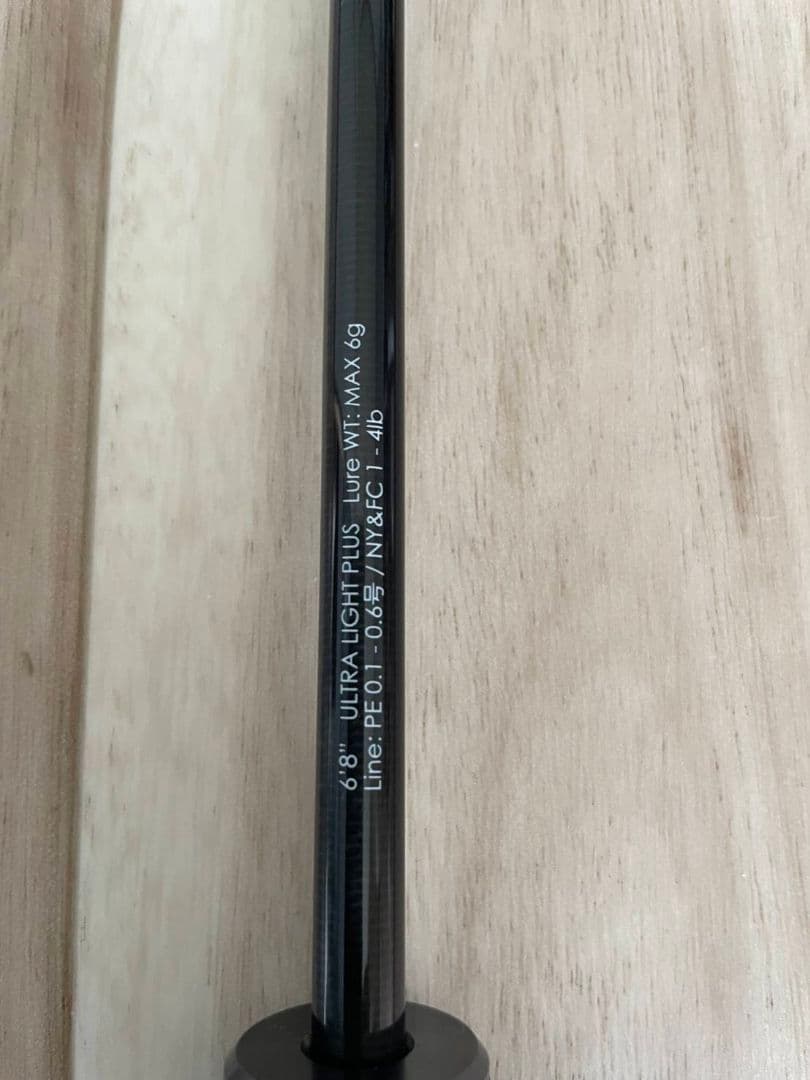 6'8" ULTRA LIGHT PLUS Lure WT: MAX 6g
Line: PE 0.1 - 0.6号 / NY&FC 1 - 4lb